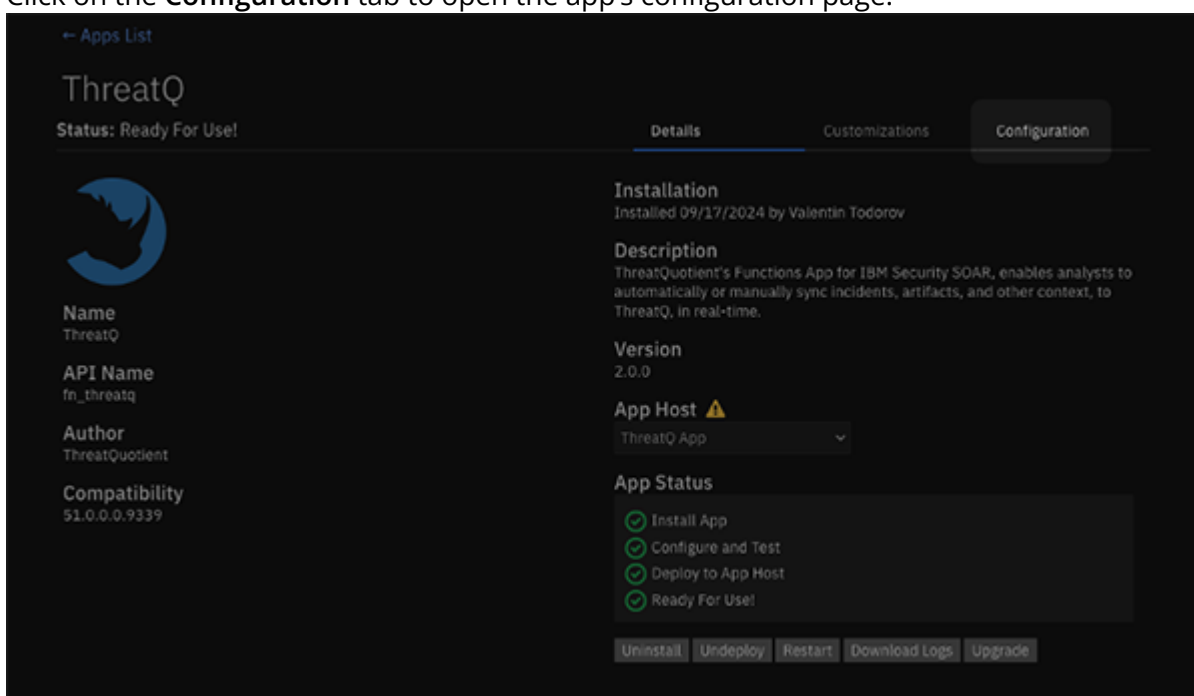 Click on the Configuration tab to open the app's configuration page.
← Apps List
ThreatQ
Status: Ready For Use!
Details
Customizations
Configuration
Name
ThreatQ
API Name
fn_threatq
Author
ThreatQuotient
Compatibility
51.0.0.0.9339
Installation
Installed 09/17/2024 by Valentin Todorov
Description
ThreatQuotient's Functions App for IBM Security SOAR, enables analysts to
automatically or manually sync incidents, artifacts, and other context, to
ThreatQ, in real-time.
Version
2.0.0
App Host
ThreatQ App
App Status
Install App
Configure and Test
Deploy to App Host
Ready For Use!
Uninstall Undeploy Restart Download Logs Upgrade